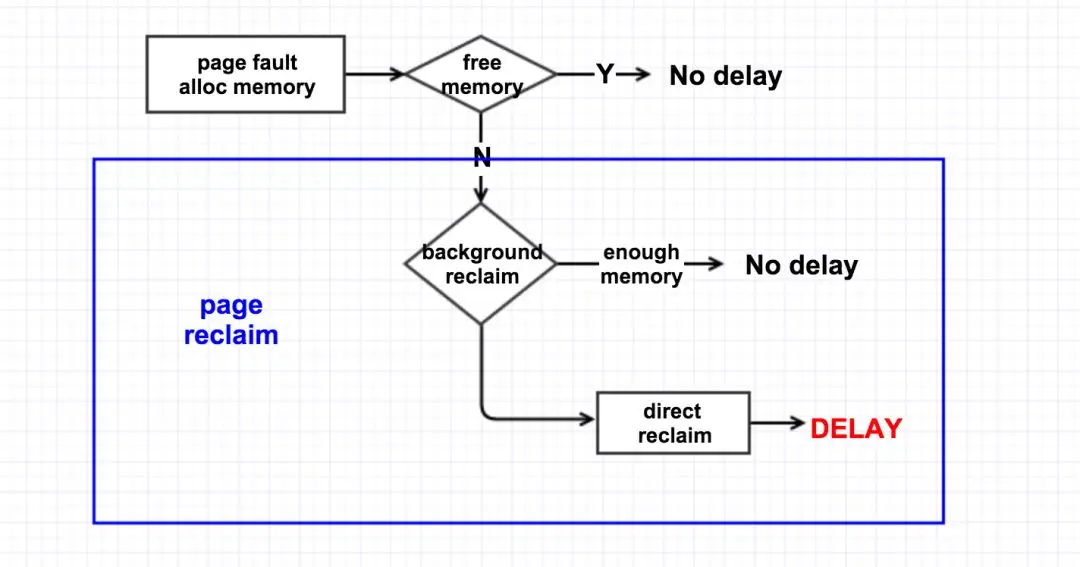 page fault
alloc memory
free
memory
Y
No delay
N
background
reclaim
enough
memory
No delay
page
reclaim
direct
reclaim
DELAY